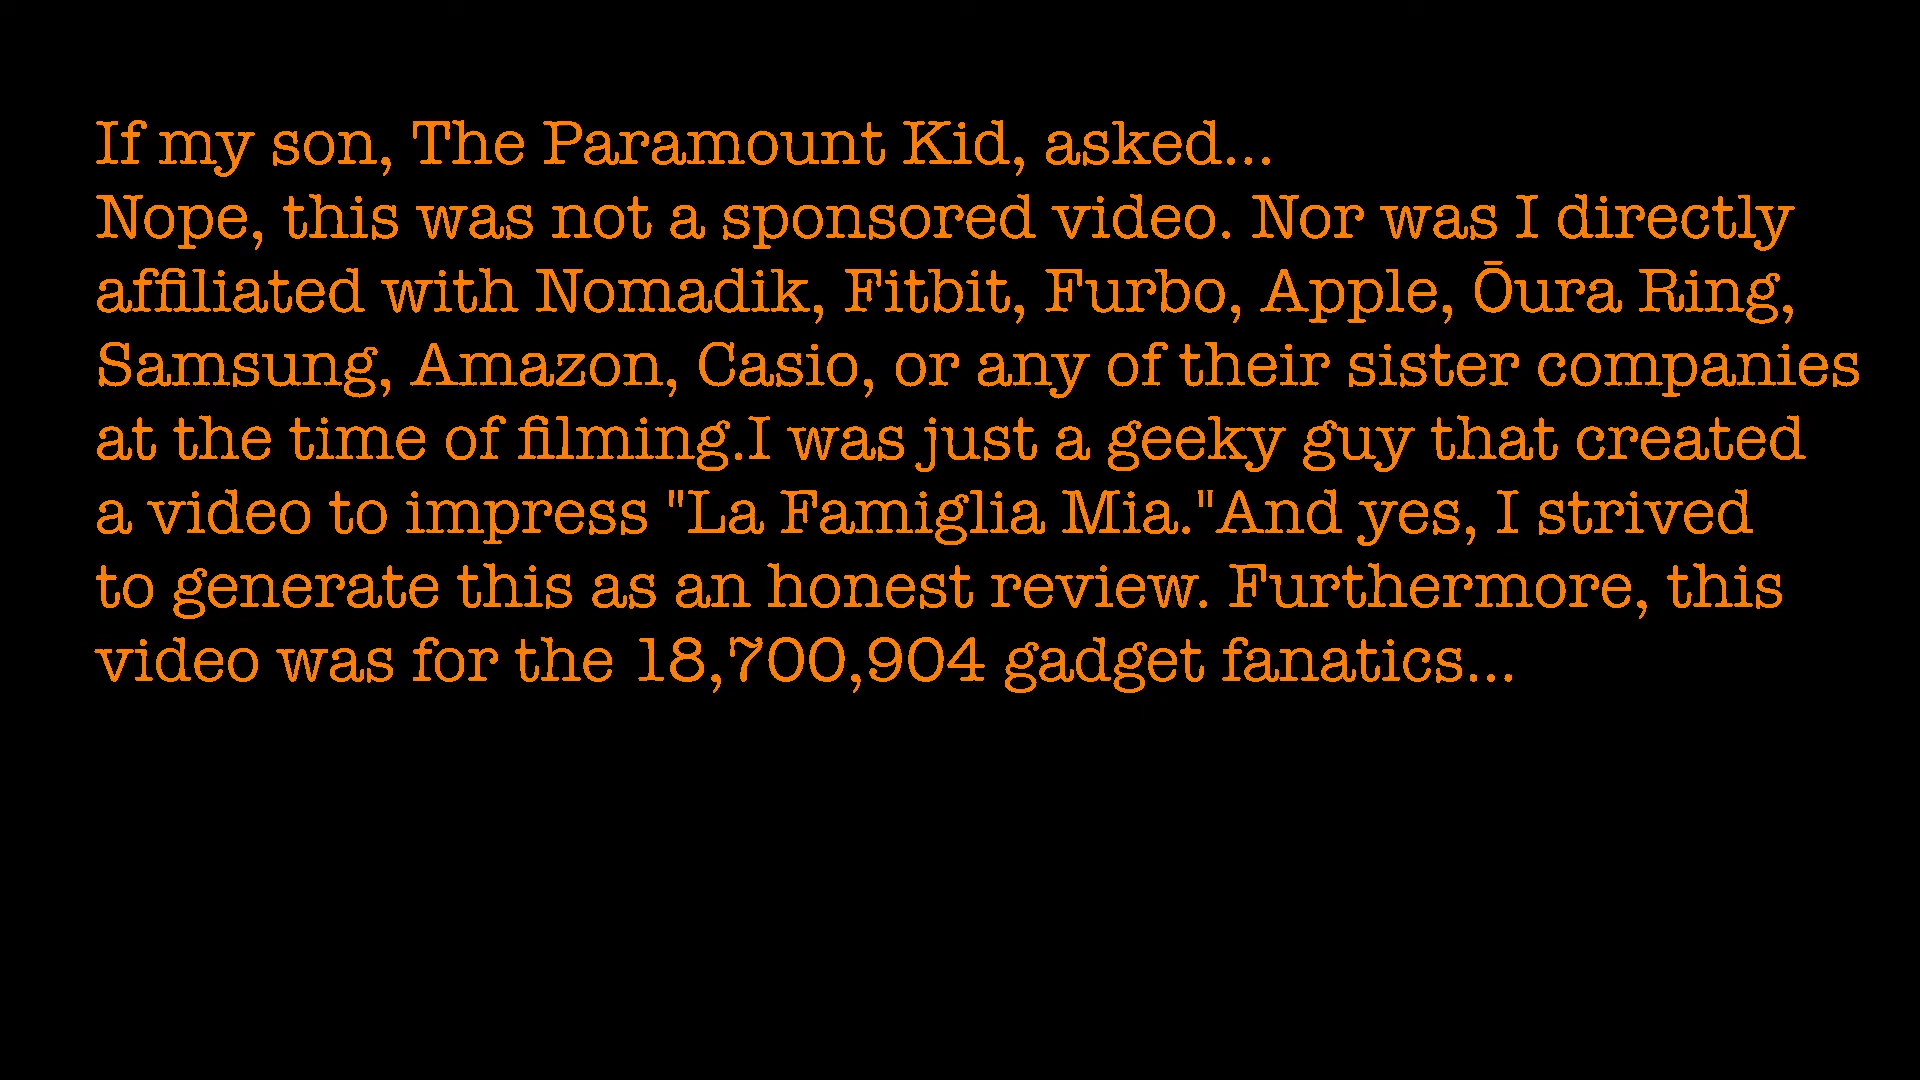 If my son, The Paramount Kid, asked...
Nope, this was not a sponsored video. Nor was I directly
affiliated with Nomadik, Fitbit, Furbo, Apple, Ōura Ring,
Samsung, Amazon, Casio, or any of their sister companies
at the time of filming.I was just a geeky guy that created
a video to impress "La Famiglia Mia."And yes, I strived
to generate this as an honest review. Furthermore, this
video was for the 18,700,904 gadget fanatics...